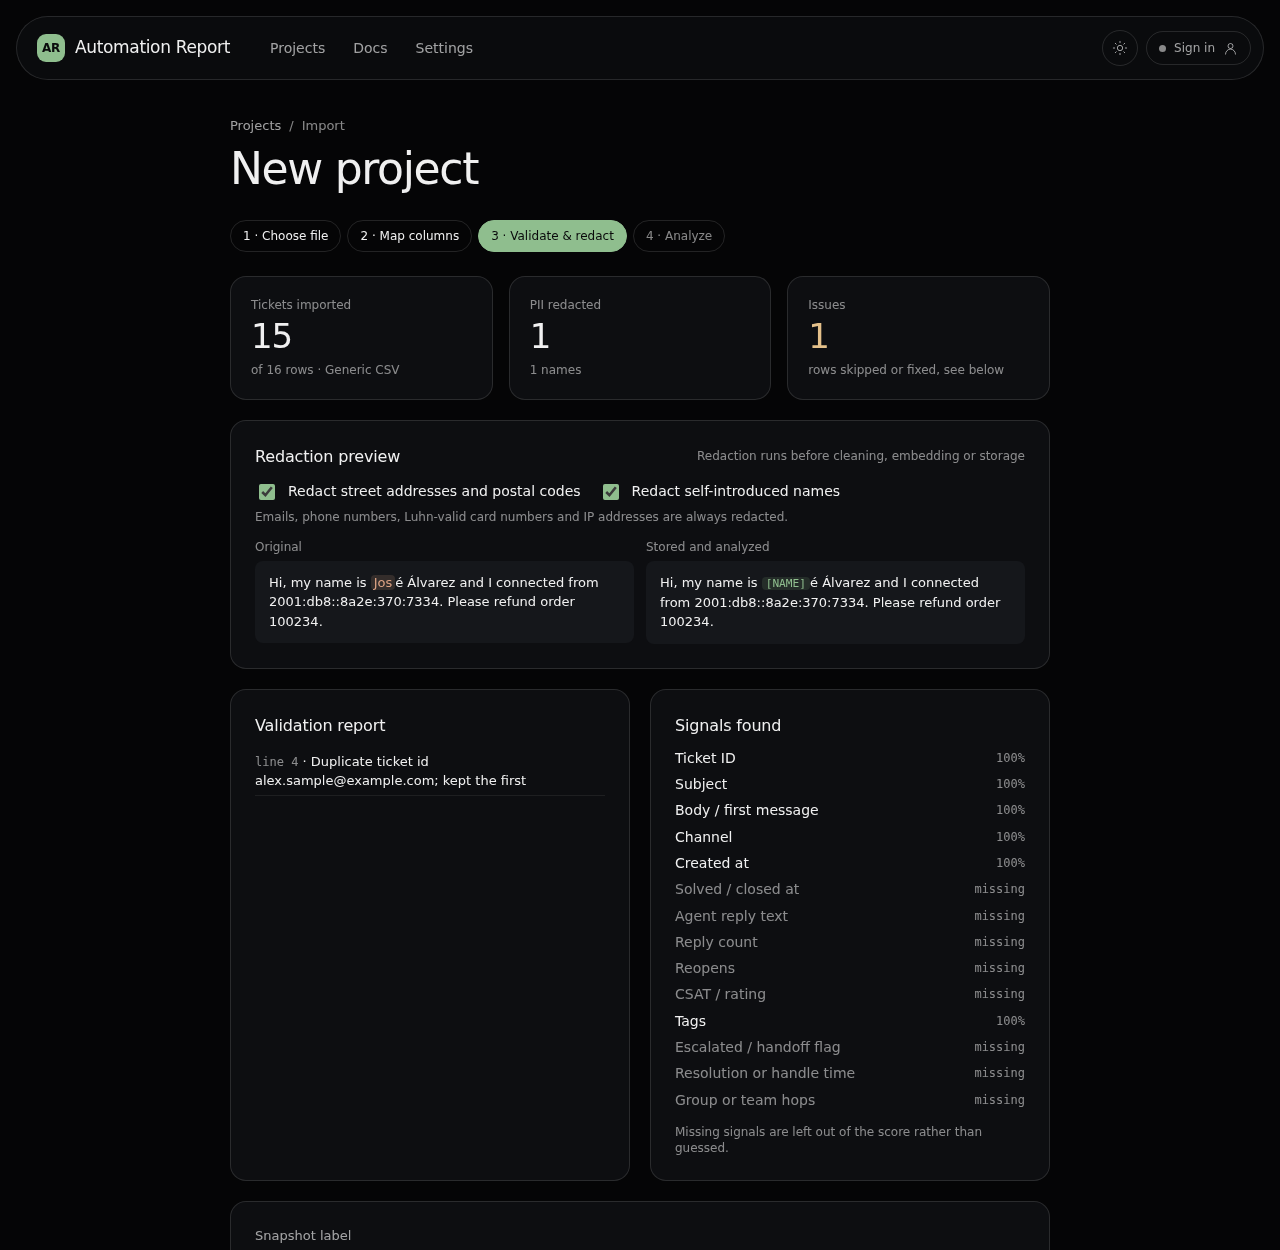 AR Automation Report Projects Docs Settings Sign in
Projects / Import
New project
1 · Choose file 2 · Map columns 3 · Validate & redact 4 · Analyze
Tickets imported
15
of 16 rows · Generic CSV
PII redacted
1
1 names
Issues
1
rows skipped or fixed, see below
Redaction preview
Redaction runs before cleaning, embedding or storage
Redact street addresses and postal codes Redact self-introduced names
Emails, phone numbers, Luhn-valid card numbers and IP addresses are always redacted.
Original
Hi, my name is José Álvarez and I connected from
2001:db8::8a2e:370:7334. Please refund order
100234.
Stored and analyzed
Hi, my name is [NAME]é Álvarez and I connected
from 2001:db8::8a2e:370:7334. Please refund order
100234.
Validation report
line 4 · Duplicate ticket id
alex.sample@example.com; kept the first
Signals found
Ticket ID 100%
Subject 100%
Body / first message 100%
Channel 100%
Created at 100%
Solved / closed at missing
Agent reply text missing
Reply count missing
Reopens missing
CSAT / rating missing
Tags 100%
Escalated / handoff flag missing
Resolution or handle time missing
Group or team hops missing
Missing signals are left out of the score rather than
guessed.
Snapshot label